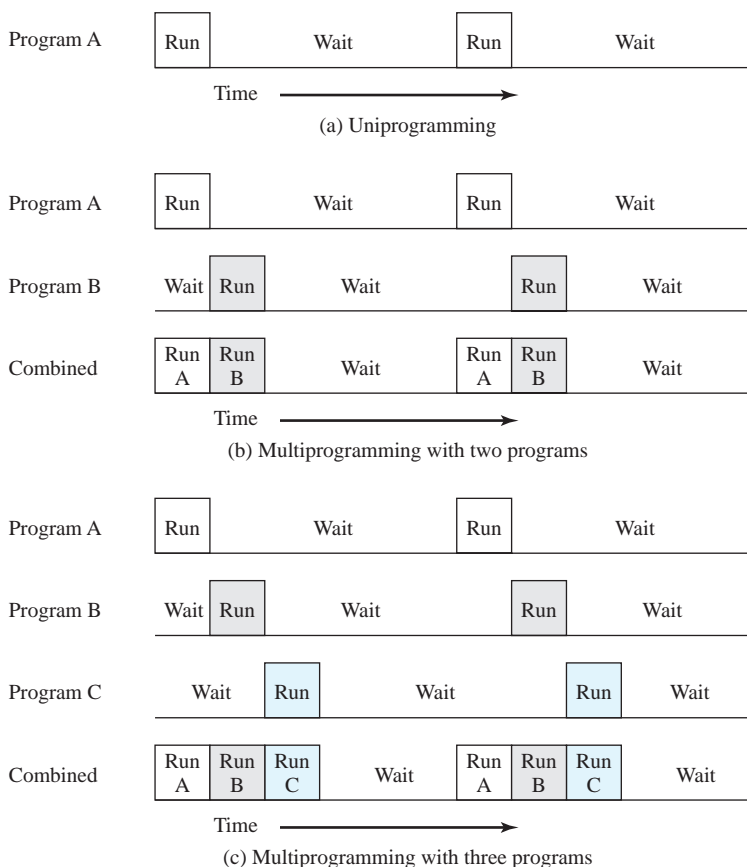 Program A Run Wait Run Wait
Time
(a) Uniprogramming
Program A Run Wait Run Wait
Program B Wait Run Wait Run Wait
Combined Run A Run B Wait Run A Run B Wait
Time
(b) Multiprogramming with two programs
Program A Run Wait Run Wait
Program B Wait Run Wait Run Wait
Program C Wait Run Wait Run Wait
Combined Run A Run B Run C Wait Run A Run B Run C Wait
Time
(c) Multiprogramming with three programs